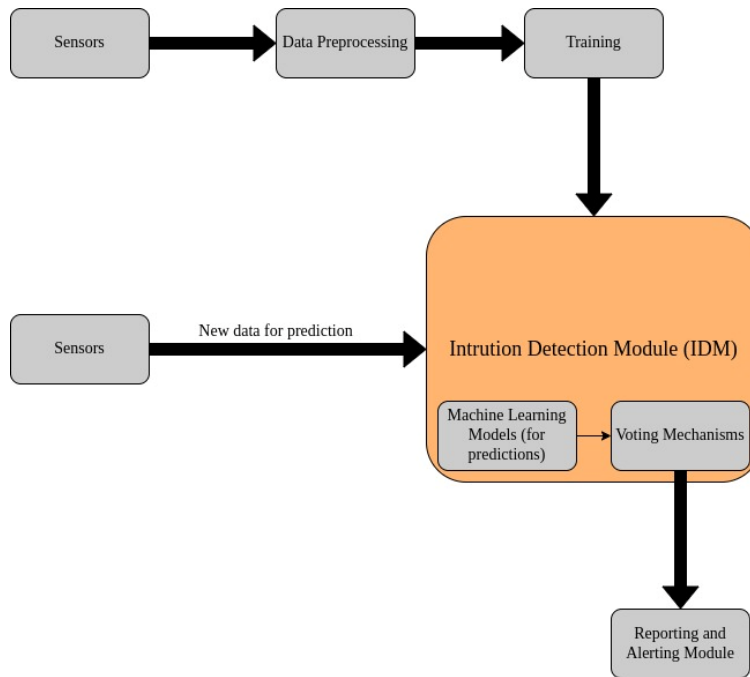 Sensors
Data Preprocessing
Training
New data for prediction
Sensors
Intrution Detection Module (IDM)
Machine Learning
Models (for
predictions)
Voting Mechanisms
Reporting and
Alerting Module